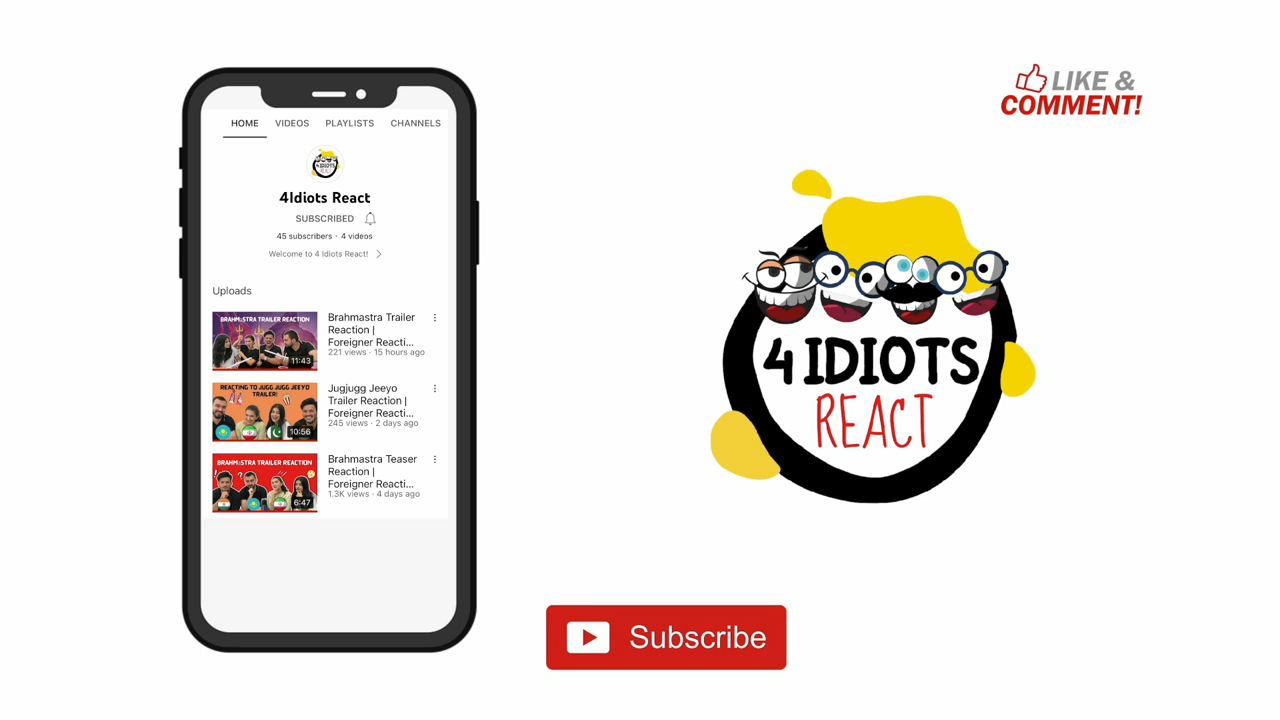 HOME VIDEOS PLAYLISTS CHANNELS
4 IDIOTS
REACT
4Idiots React
SUBSCRIBED
45 subscribers · 4 videos
Welcome to 4 Idiots React!
Uploads
BRAHMASTRA TRAILER REACTION
11:43
Brahmastra Trailer
Reaction |
Foreigner Reacti...
221 views · 15 hours ago
REACTING TO JUGG JUGG JEEYO
TRAILER!
10:56
Jugjugg Jeeyo
Trailer Reaction |
Foreigner Reacti...
245 views · 2 days ago
BRAHMASTRA TRAILER REACTION
6:47
Brahmastra Teaser
Reaction |
Foreigner Reacti...
1.3K views · 4 days ago
LIKE &
COMMENT!
4 IDIOTS
REACT
Subscribe